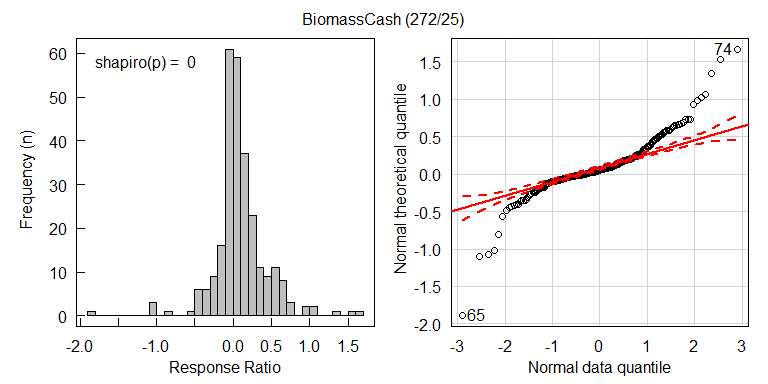 BiomassCash (272/25)
shapiro(p) = 0
Frequency (n)
60
50
40
30
20
10
0
-2.0 -1.0 0.0 0.5 1.0 1.5
Response Ratio
74
65
Normal theoretical quantile
1.5
1.0
0.5
0.0
-0.5
-1.0
-1.5
-2.0
-3 -2 -1 0 1 2 3
Normal data quantile